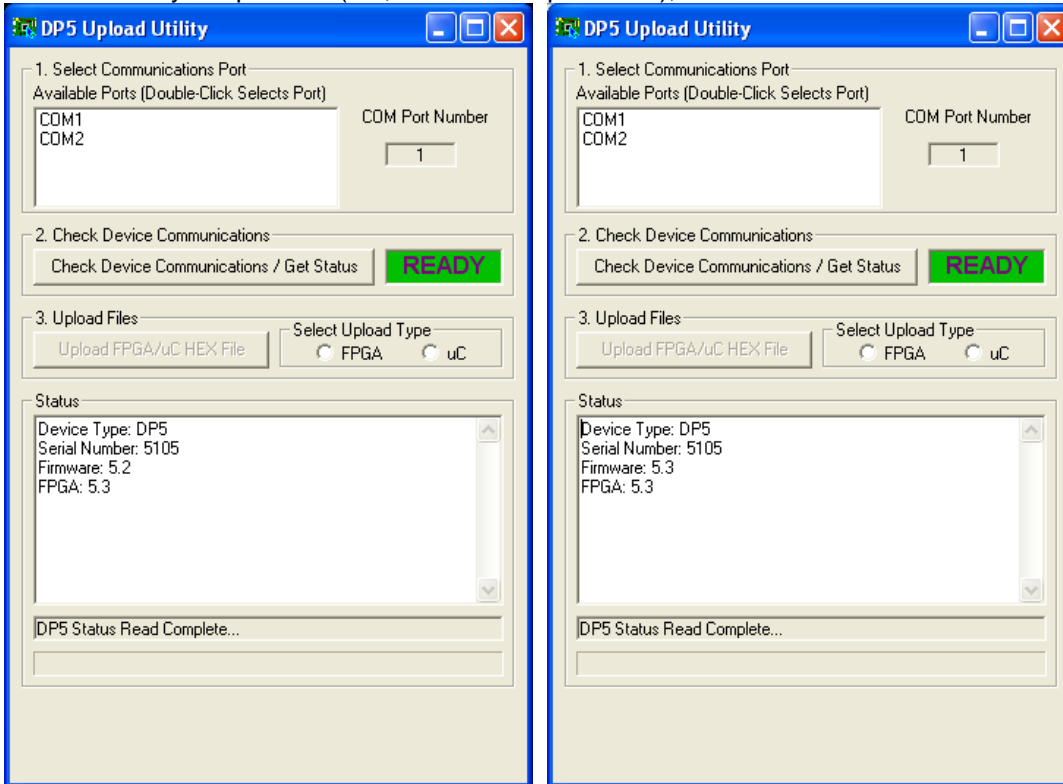 DP5 Upload Utility
1. Select Communications Port
Available Ports (Double-Click Selects Port)
COM1
COM2
COM Port Number
1
2. Check Device Communications
Check Device Communications / Get Status
READY
3. Upload Files
Upload FPGA/uC HEX File
Select Upload Type
FPGA
uC
Status
Device Type: DP5
Serial Number: 5105
Firmware: 5.2
FPGA: 5.3
DP5 Status Read Complete...
DP5 Upload Utility
1. Select Communications Port
Available Ports (Double-Click Selects Port)
COM1
COM2
COM Port Number
1
2. Check Device Communications
Check Device Communications / Get Status
READY
3. Upload Files
Upload FPGA/uC HEX File
Select Upload Type
FPGA
uC
Status
Device Type: DP5
Serial Number: 5105
Firmware: 5.3
FPGA: 5.3
DP5 Status Read Complete...